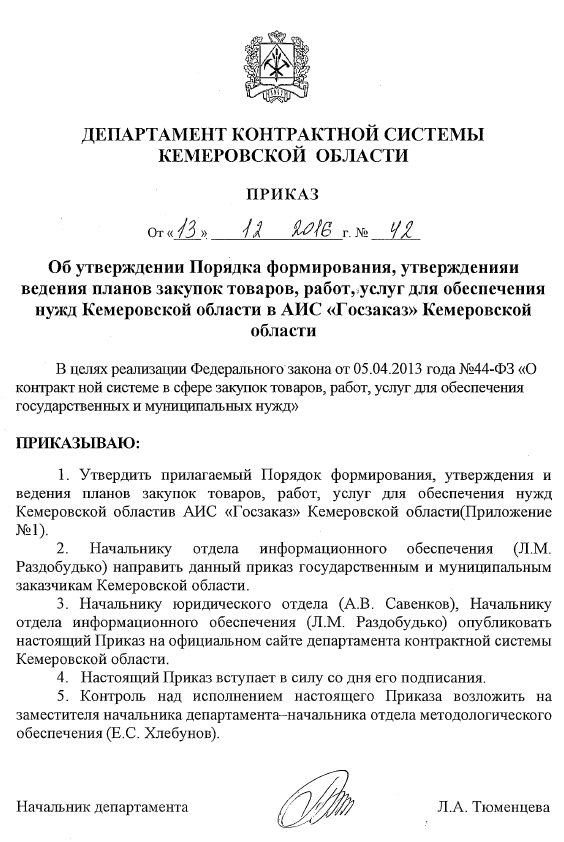 ДЕПАРТАМЕНТ КОНТРАКТНОЙ СИСТЕМЫ
КЕМЕРОВСКОЙ ОБЛАСТИ
ПРИКАЗ
От «13» 12 2016 г. № 42
Об утверждении Порядка формирования, утвержденияи
ведения планов закупок товаров, работ, услуг для обеспечения
нужд Кемеровской области в АИС «Госзаказ» Кемеровской
области
В целях реализации Федерального закона от 05.04.2013 года №44-ФЗ «О
контракт ной системе в сфере закупок товаров, работ, услуг для обеспечения
государственных и муниципальных нужд»
ПРИКАЗЫВАЮ:
1. Утвердить прилагаемый Порядок формирования, утверждения и
ведения планов закупок товаров, работ, услуг для обеспечения нужд
Кемеровской областив АИС «Госзаказ» Кемеровской области(Приложение
№1).
2. Начальнику отдела информационного обеспечения (Л.М.
Раздобудько) направить данный приказ государственным и муниципальным
заказчикам Кемеровской области.
3. Начальнику юридического отдела (А.В. Савенков), Начальнику
отдела информационного обеспечения (Л.М. Раздобудько) опубликовать
настоящий Приказ на официальном сайте департамента контрактной системы
Кемеровской области.
4. Настоящий Приказ вступает в силу со дня его подписания.
5. Контроль над исполнением настоящего Приказа возложить на
заместителя начальника департамента–начальника отдела методологического
обеспечения (Е.С. Хлебунов).
Начальник департамента Л.А. Тюменцева